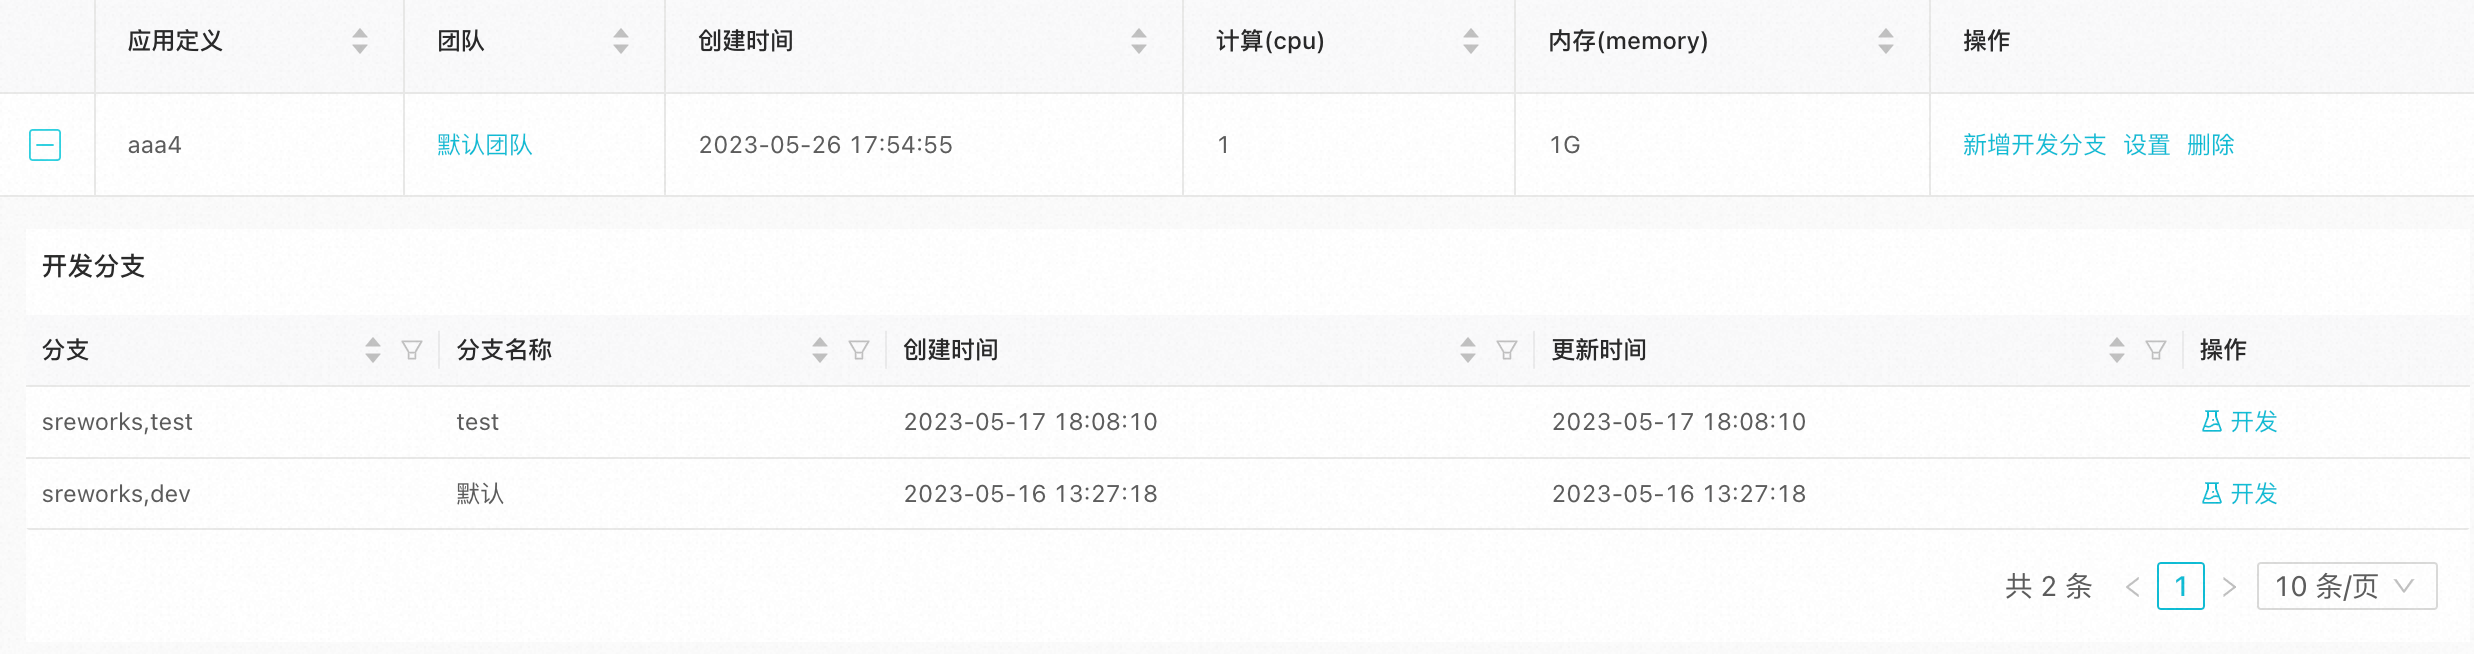 应用定义 团队 创建时间 计算(cpu) 内存(memory) 操作
aaa4 默认团队 2023-05-26 17:54:55 1 1G 新增开发分支 设置 删除
开发分支
分支 分支名称 创建时间 更新时间 操作
sreworks,test test 2023-05-17 18:08:10 2023-05-17 18:08:10 开发
sreworks,dev 默认 2023-05-16 13:27:18 2023-05-16 13:27:18 开发
共 2 条 < 1 > 10 条/页